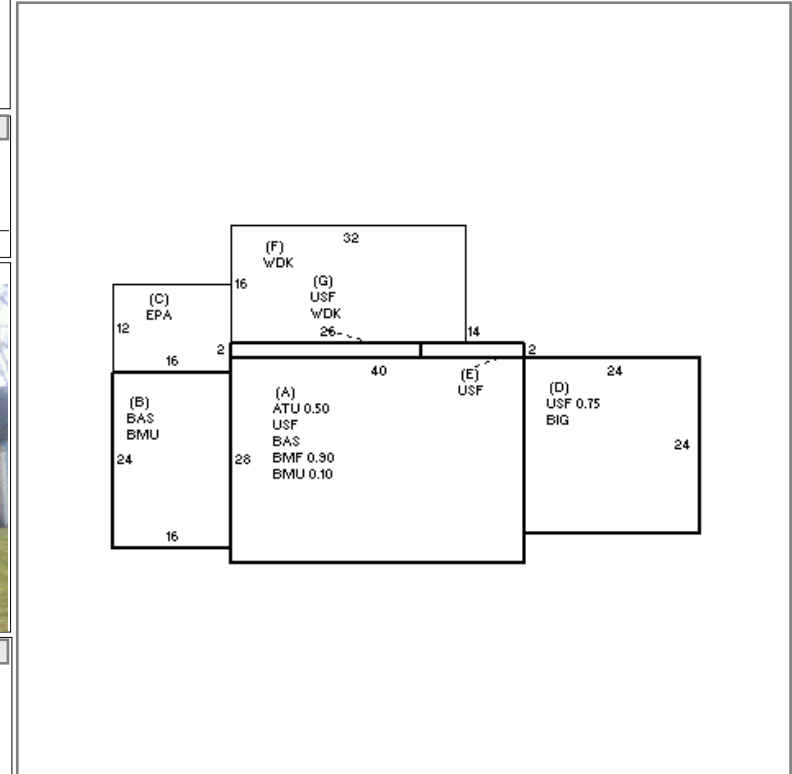 32
(F)
WDK
16
(G)
USF
WDK
26
14
(C)
EPA
12
16
2
2
40
(E)
USF
24
(A)
ATU 0.50
USF
BAS
BMF 0.90
BMU 0.10
28
(B)
BAS
BMU
24
16
(D)
USF 0.75
BIG
24